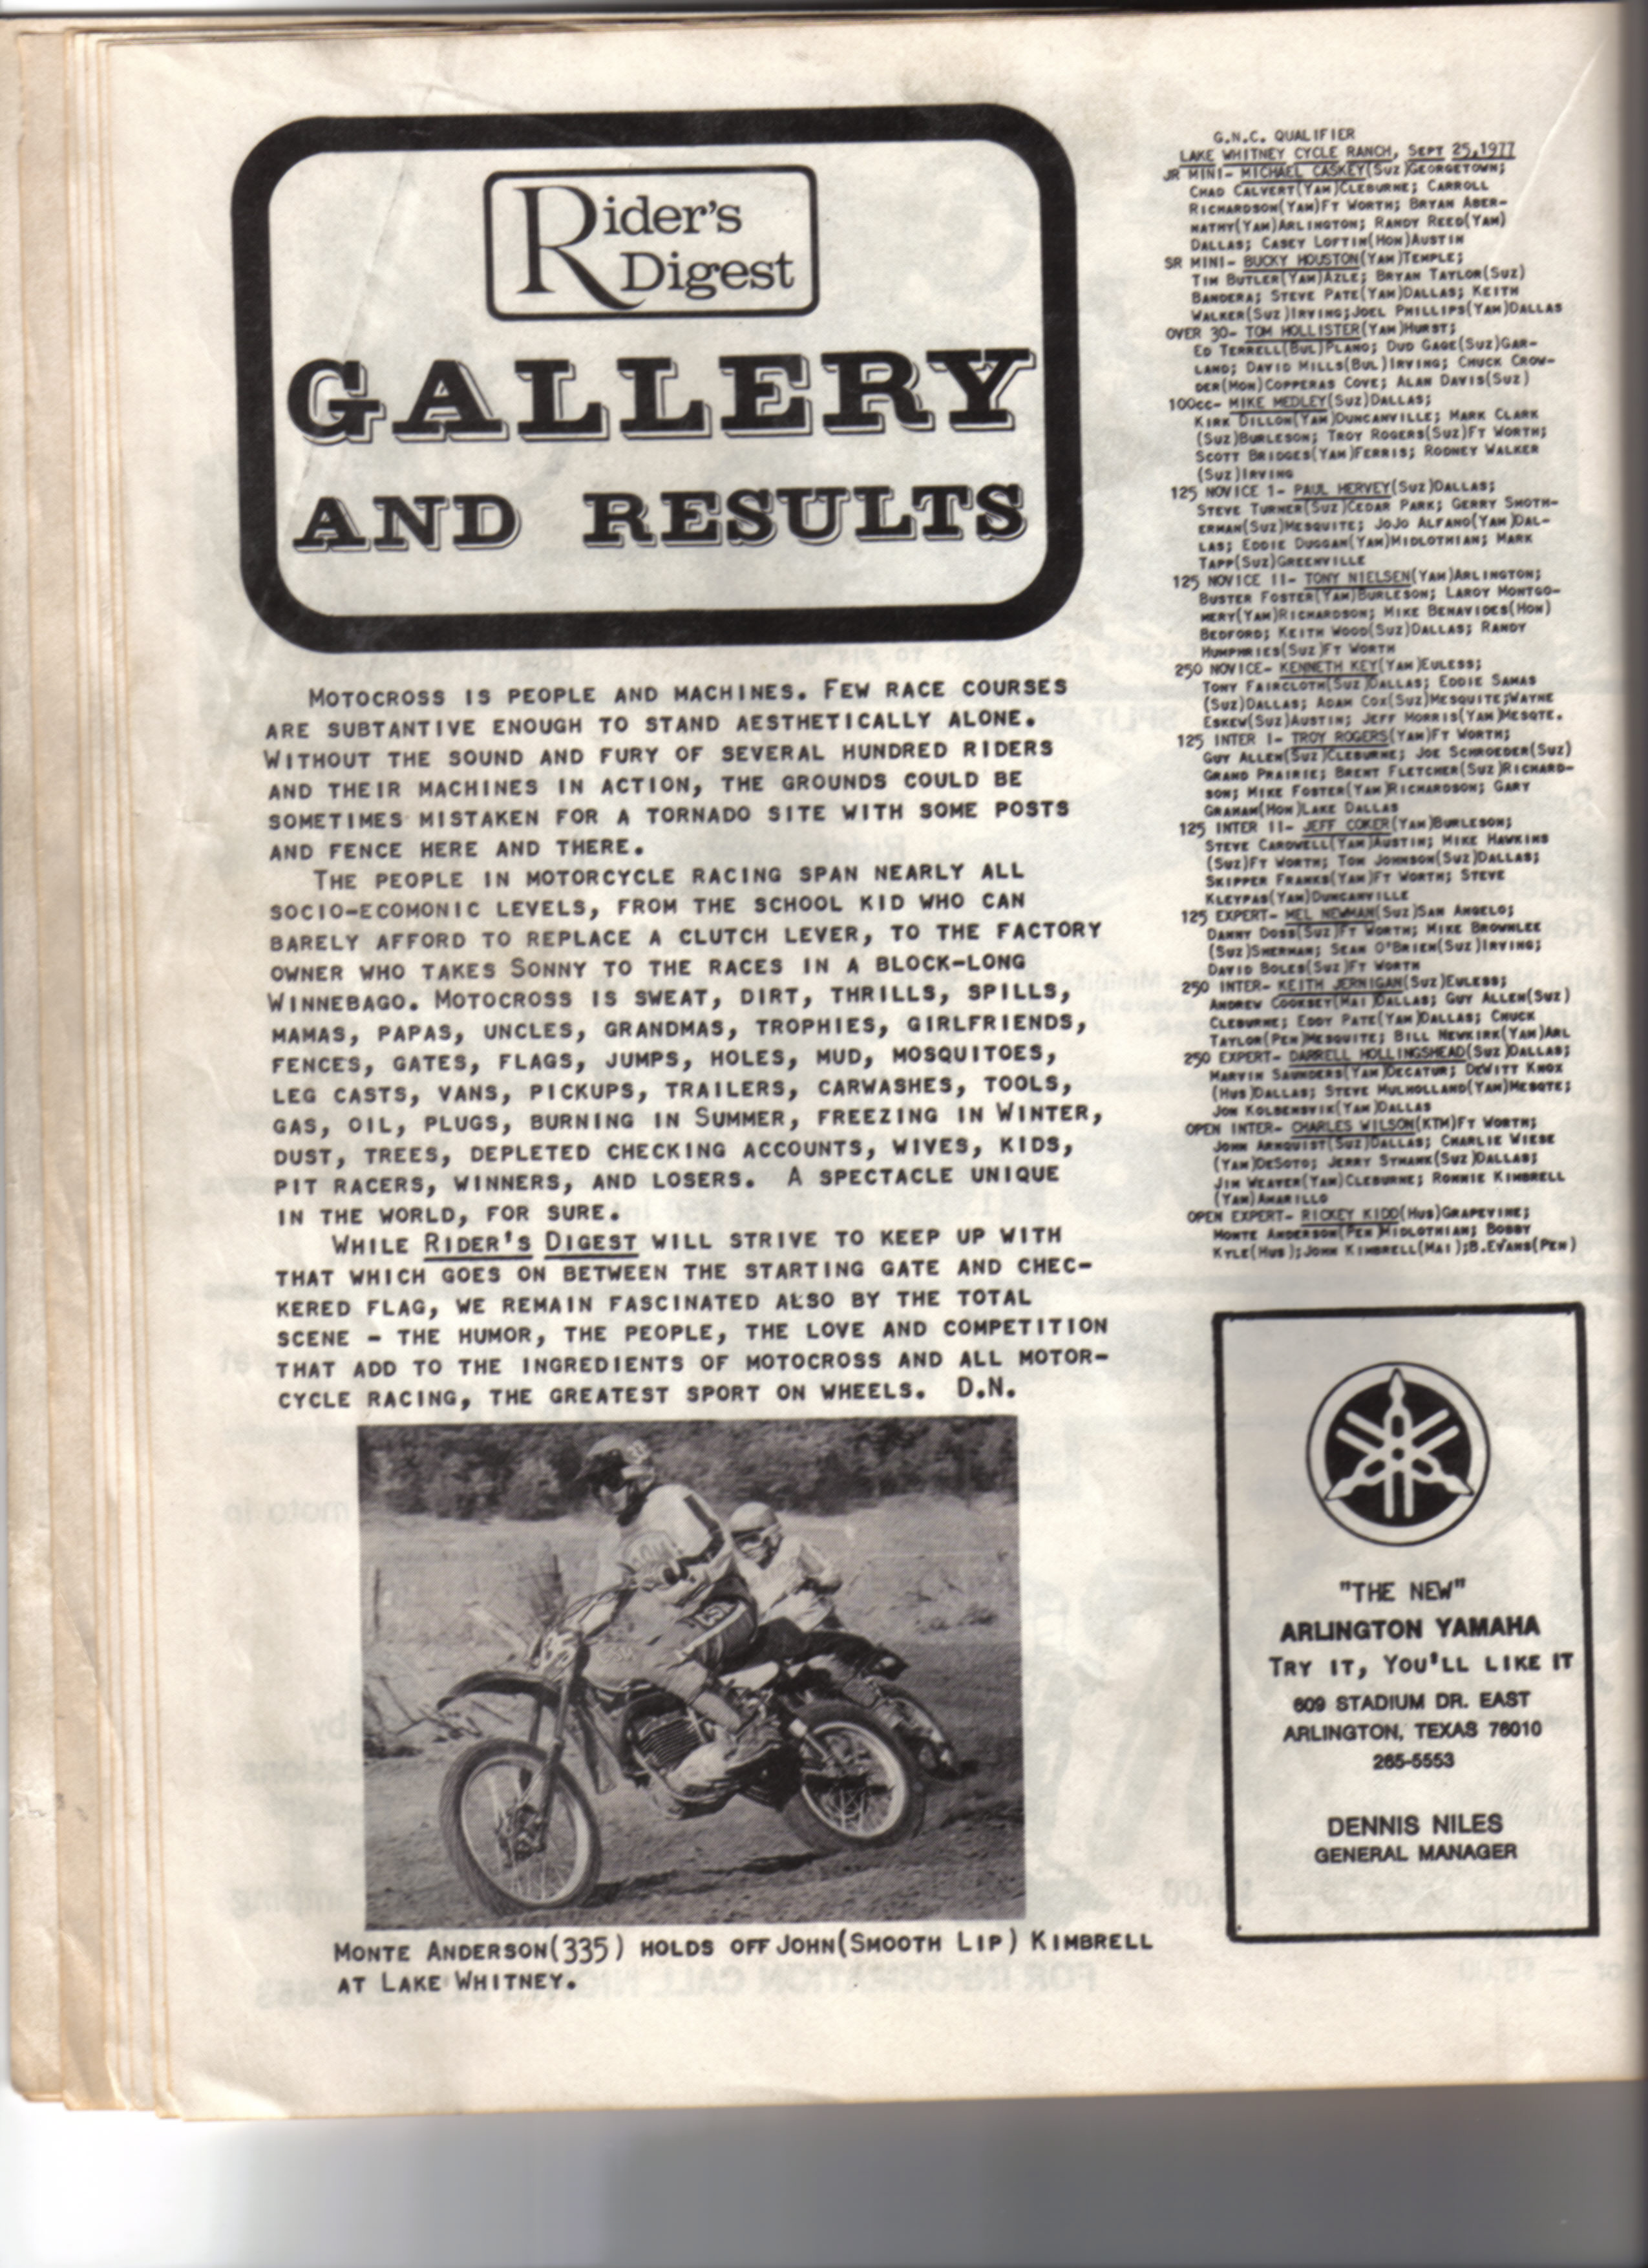 Rider's
Digest
GALLERY
AND RESULTS
MOTOCROSS IS PEOPLE AND MACHINES. FEW RACE COURSES
ARE SUBTANTIVE ENOUGH TO STAND AESTHETICALLY ALONE.
WITHOUT THE SOUND AND FURY OF SEVERAL HUNDRED RIDERS
AND THEIR MACHINES IN ACTION, THE GROUNDS COULD BE
SOMETIMES MISTAKEN FOR A TORNADO SITE WITH SOME POSTS
AND FENCE HERE AND THERE.
THE PEOPLE IN MOTORCYCLE RACING SPAN NEARLY ALL
SOCIO-ECOMONIC LEVELS, FROM THE SCHOOL KID WHO CAN
BARELY AFFORD TO REPLACE A CLUTCH LEVER, TO THE FACTORY
OWNER WHO TAKES SONNY TO THE RACES IN A BLOCK-LONG
WINNEBAGO. MOTOCROSS IS SWEAT, DIRT, THRILLS, SPILLS,
MAMAS, PAPAS, UNCLES, GRANDMAS, TROPHIES, GIRLFRIENDS,
FENCES, GATES, FLAGS, JUMPS, HOLES, MUD, MOSQUITOES,
LEG CASTS, VANS, PICKUPS, TRAILERS, CARWASHES, TOOLS,
GAS, OIL, PLUGS, BURNING IN SUMMER, FREEZING IN WINTER,
DUST, TREES, DEPLETED CHECKING ACCOUNTS, WIVES, KIDS,
PIT RACERS, WINNERS, AND LOSERS. A SPECTACLE UNIQUE
IN THE WORLD, FOR SURE.
WHILE RIDER'S DIGEST WILL STRIVE TO KEEP UP WITH
THAT WHICH GOES ON BETWEEN THE STARTING GATE AND CHEC-
KERED FLAG, WE REMAIN FASCINATED ALSO BY THE TOTAL
SCENE - THE HUMOR, THE PEOPLE, THE LOVE AND COMPETITION
THAT ADD TO THE INGREDIENTS OF MOTOCROSS AND ALL MOTOR-
CYCLE RACING, THE GREATEST SPORT ON WHEELS. D.N.
MONTE ANDERSON(335) HOLDS OFF JOHN(SMOOTH LIP) KIMBRELL
AT LAKE WHITNEY.
G.N.C. QUALIFIER
LAKE WHITNEY CYCLE RANCH, SEPT 25,1977
JR MINI- MICHAEL CASKEY(SUZ)GEORGETOWN;
CHAD CALVERT(YAM)CLEBURNE; CARROLL
RICHARDSON(YAM)FT WORTH; BRYAN ABER-
NATHY(YAM)ARLINGTON; RANDY REED(YAM)
DALLAS; CASEY LOFTIN(HON)AUSTIN
SR MINI- BUCKY HOUSTON(YAM)TEMPLE;
TIM BUTLER(YAM)AZLE; BRYAN TAYLOR(SUZ)
BANDERA; STEVE PATE(YAM)DALLAS; KEITH
WALKER(SUZ)IRVING;JOEL PHILLIPS(YAM)DALLAS
OVER 30- TOM HOLLISTER(YAM)HURST;
ED TERRELL(BUL)PLANO; DUD GAGE(SUZ)GAR-
LAND; DAVID MILLS(BUL)IRVING; CHUCK CROW-
DER(MON)COPPERAS COVE; ALAN DAVIS(SUZ)
100CC- MIKE MEDLEY(SUZ)DALLAS;
KIRK DILLON(YAM)DUNCANVILLE; MARK CLARK
(SUZ)BURLESON; TROY ROGERS(SUZ)FT WORTH;
SCOTT BRIDGES(YAM)FERRIS; RODNEY WALKER
(SUZ)IRVING
125 NOVICE I- PAUL HERVEY(SUZ)DALLAS;
STEVE TURNER(SUZ)CEDAR PARK; GERRY SMOTH-
ERMAN(SUZ)MESQUITE; JOJO ALFANO(YAM)DAL-
LAS; EDDIE DUGGAN(YAM)MIDLOTHIAN; MARK
TAPP(SUZ)GREENVILLE
125 NOVICE II- TONY NIELSEN(YAM)ARLINGTON;
BUSTER FOSTER(YAM)BURLESON; LAROY MONTGO-
MERY(YAM)RICHARDSON; MIKE BENAVIDES(HON)
BEDFORD; KEITH WOOD(SUZ)DALLAS; RANDY
HUMPHRIES(SUZ)FT WORTH
250 NOVICE- KENNETH KEY(YAM)EULESS;
TONY FAIRCLOTH(SUZ)DALLAS; EDDIE SAMAS
(SUZ)DALLAS; ADAM COX(SUZ)MESQUITE;WAYNE
ESKEW(SUZ)AUSTIN; JEFF MORRIS(YAM)MESQTE.
125 INTER I- TROY ROGERS(YAM)FT WORTH;
GUY ALLEN(SUZ)CLEBURNE; JOE SCHROEDER(SUZ)
GRAND PRAIRIE; BRENT FLETCHER(SUZ)RICHARD-
SON; MIKE FOSTER(YAM)RICHARDSON; GARY
GRAHAM(HON)LAKE DALLAS
125 INTER II- JEFF COKER(YAM)BURLESON;
STEVE CARDWELL(YAM)AUSTIN; MIKE HAWKINS
(SUZ)FT WORTH; TOM JOHNSON(SUZ)DALLAS;
SKIPPER FRANKS(YAM)FT WORTH; STEVE
KLEYPAS(YAM)DUNCANVILLE
125 EXPERT- MEL NEWMAN(SUZ)SAN ANGELO;
DANNY DOSS(SUZ)FT WORTH; MIKE BROWNLEE
(SUZ)SHERMAN; SEAN O'BRIEN(SUZ)IRVING;
DAVID BOLES(SUZ)FT WORTH
250 INTER- KEITH JERNIGAN(SUZ)EULESS;
ANDREW COOKSEY(MAI)DALLAS; GUY ALLEN(SUZ)
CLEBURNE; EDDY PATE(YAM)DALLAS; CHUCK
TAYLOR(PEN)MESQUITE; BILL NEWKIRK(YAM)ARL
250 EXPERT- DARRELL HOLLINGSHEAD(SUZ)DALLAS;
MARVIN SAUNDERS(YAM)DECATUR; DEWITT KNOX
(HUS)DALLAS; STEVE MULHOLLAND(YAM)MESQTE;
JON KOLBENSVIK(YAM)DALLAS
OPEN INTER- CHARLES WILSON(KTM)FT WORTH;
JOHN ARNQUIST(SUZ)DALLAS; CHARLIE WIESE
(YAM)DESOTO; JERRY SYMANK(SUZ)DALLAS;
JIM WEAVER(YAM)CLEBURNE; RONNIE KIMBRELL
(YAM)AMARILLO
OPEN EXPERT- RICKEY KIDD(HUS)GRAPEVINE;
MONTE ANDERSON(PEN)MIDLOTHIAN; BOBBY
KYLE(HUS);JOHN KIMBRELL(MAI);B.EVANS(PEN)
"THE NEW"
ARLINGTON YAMAHA
TRY IT, YOU'LL LIKE IT
609 STADIUM DR. EAST
ARLINGTON, TEXAS 76010
265-5553
DENNIS NILES
GENERAL MANAGER